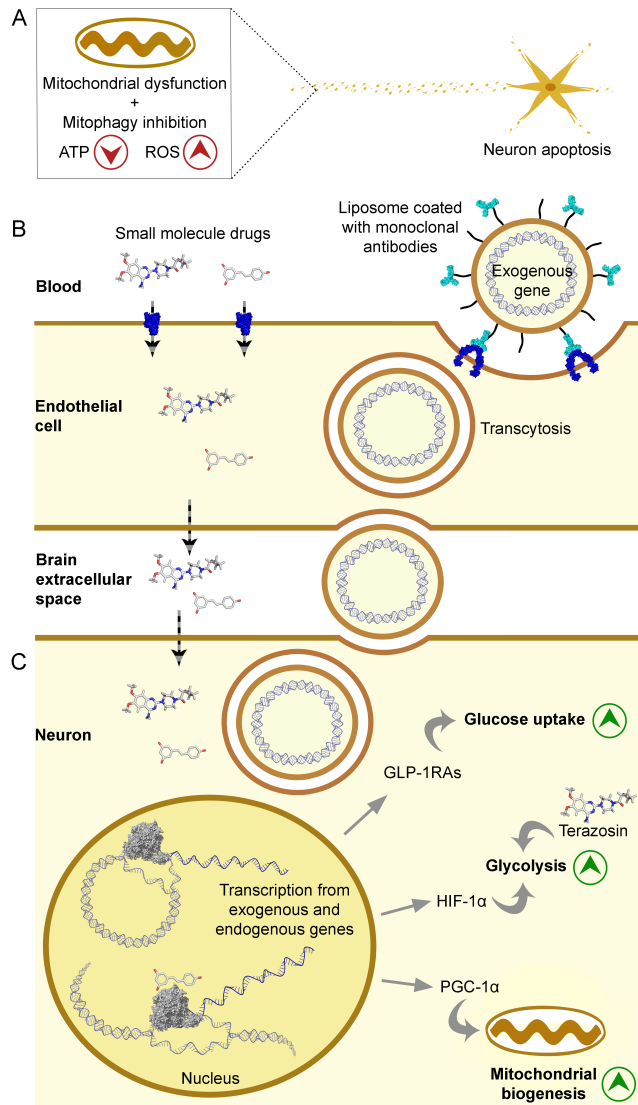 A
Mitochondrial dysfunction
+
Mitophagy inhibition
ATP
ROS
Neuron apoptosis
B
Small molecule drugs
Liposome coated
with monoclonal
antibodies
Exogenous
gene
Blood
Endothelial
cell
Transcytosis
Brain
extracellular
space
C
Neuron
Glucose uptake
GLP-1RAs
Terazosin
Glycolysis
HIF-1α
Transcription from
exogenous and
endogenous genes
PGC-1α
Nucleus
Mitochondrial
biogenesis